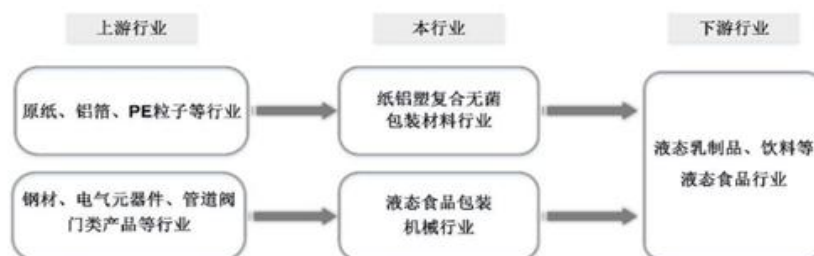 上游行业
本行业
下游行业
原纸、铝箔、PE粒子等行业
纸铝塑复合无菌
包装材料行业
钢材、电气元器件、管道阀
门类产品等行业
液态食品包装
机械行业
液态乳制品、饮料等
液态食品行业